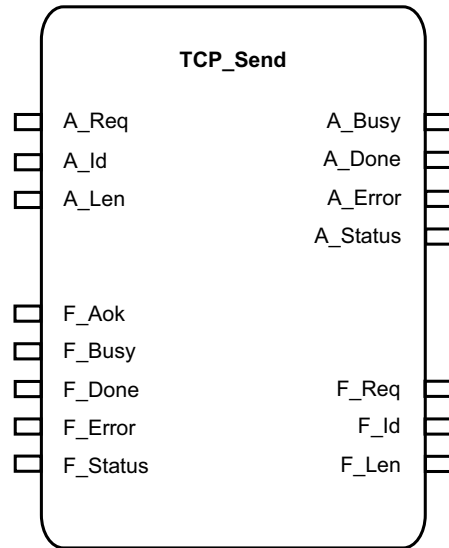 TCP_Send
A_Req A_Busy
A_Id A_Done
A_Len A_Error
A_Status
F_Aok
F_Busy
F_Done F_Req
F_Error F_Id
F_Status F_Len